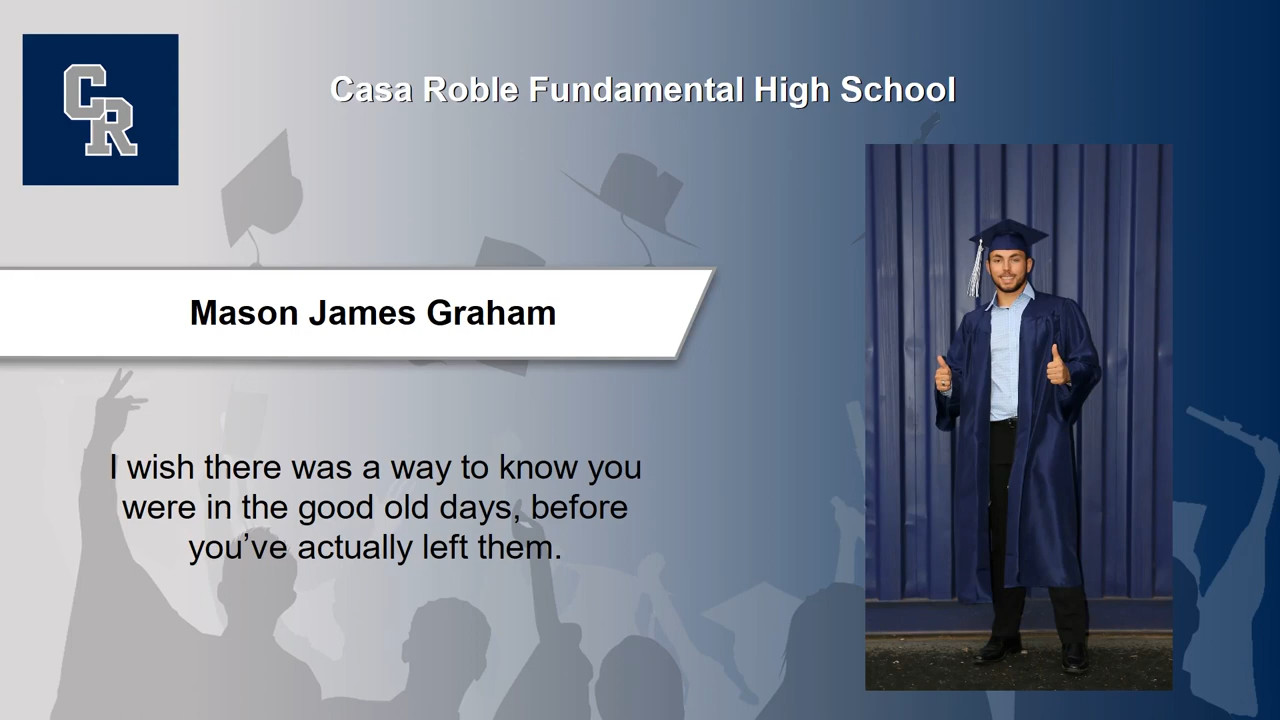 CR
Casa Roble Fundamental High School
Mason James Graham
I wish there was a way to know you
were in the good old days, before
you’ve actually left them.